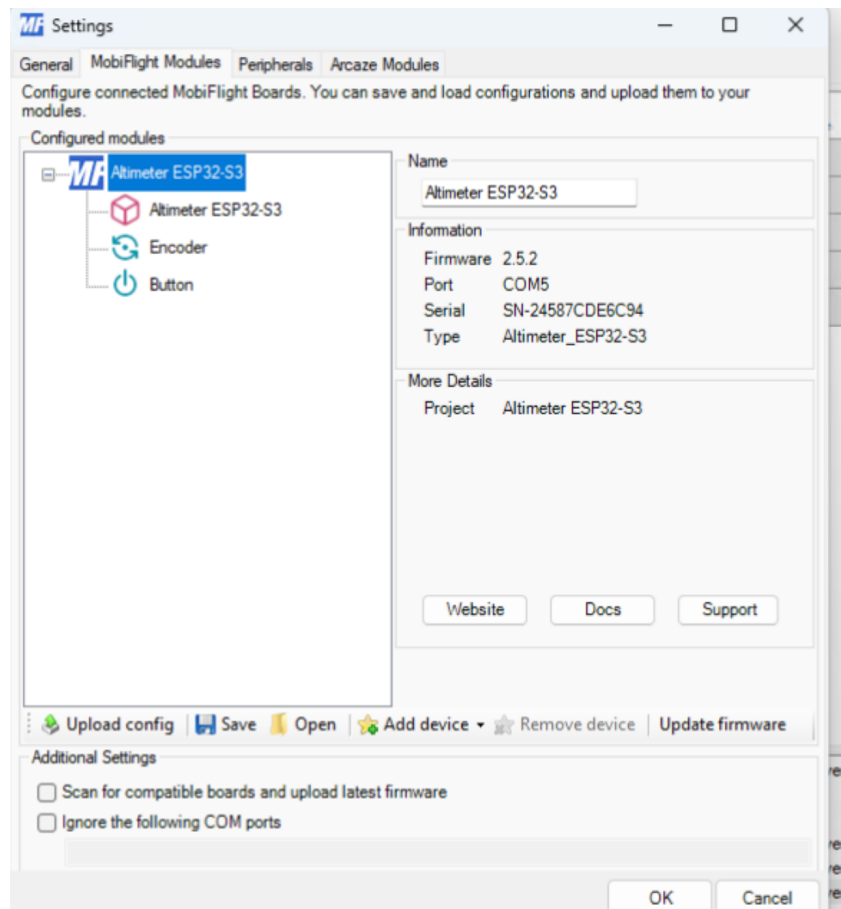 MF Settings
General MobiFlight Modules Peripherals Arcaze Modules
Configure connected MobiFlight Boards. You can save and load configurations and upload them to your
modules.
Configured modules
MF Altimeter ESP32-S3
Altimeter ESP32-S3
Encoder
Button
Name
Altimeter ESP32-S3
Information
Firmware 2.5.2
Port COM5
Serial SN-24587CDE6C94
Type Altimeter_ESP32-S3
More Details
Project Altimeter ESP32-S3
Website Docs Support
Upload config Save Open Add device Remove device Update firmware
Additional Settings
Scan for compatible boards and upload latest firmware
Ignore the following COM ports
OK Cancel